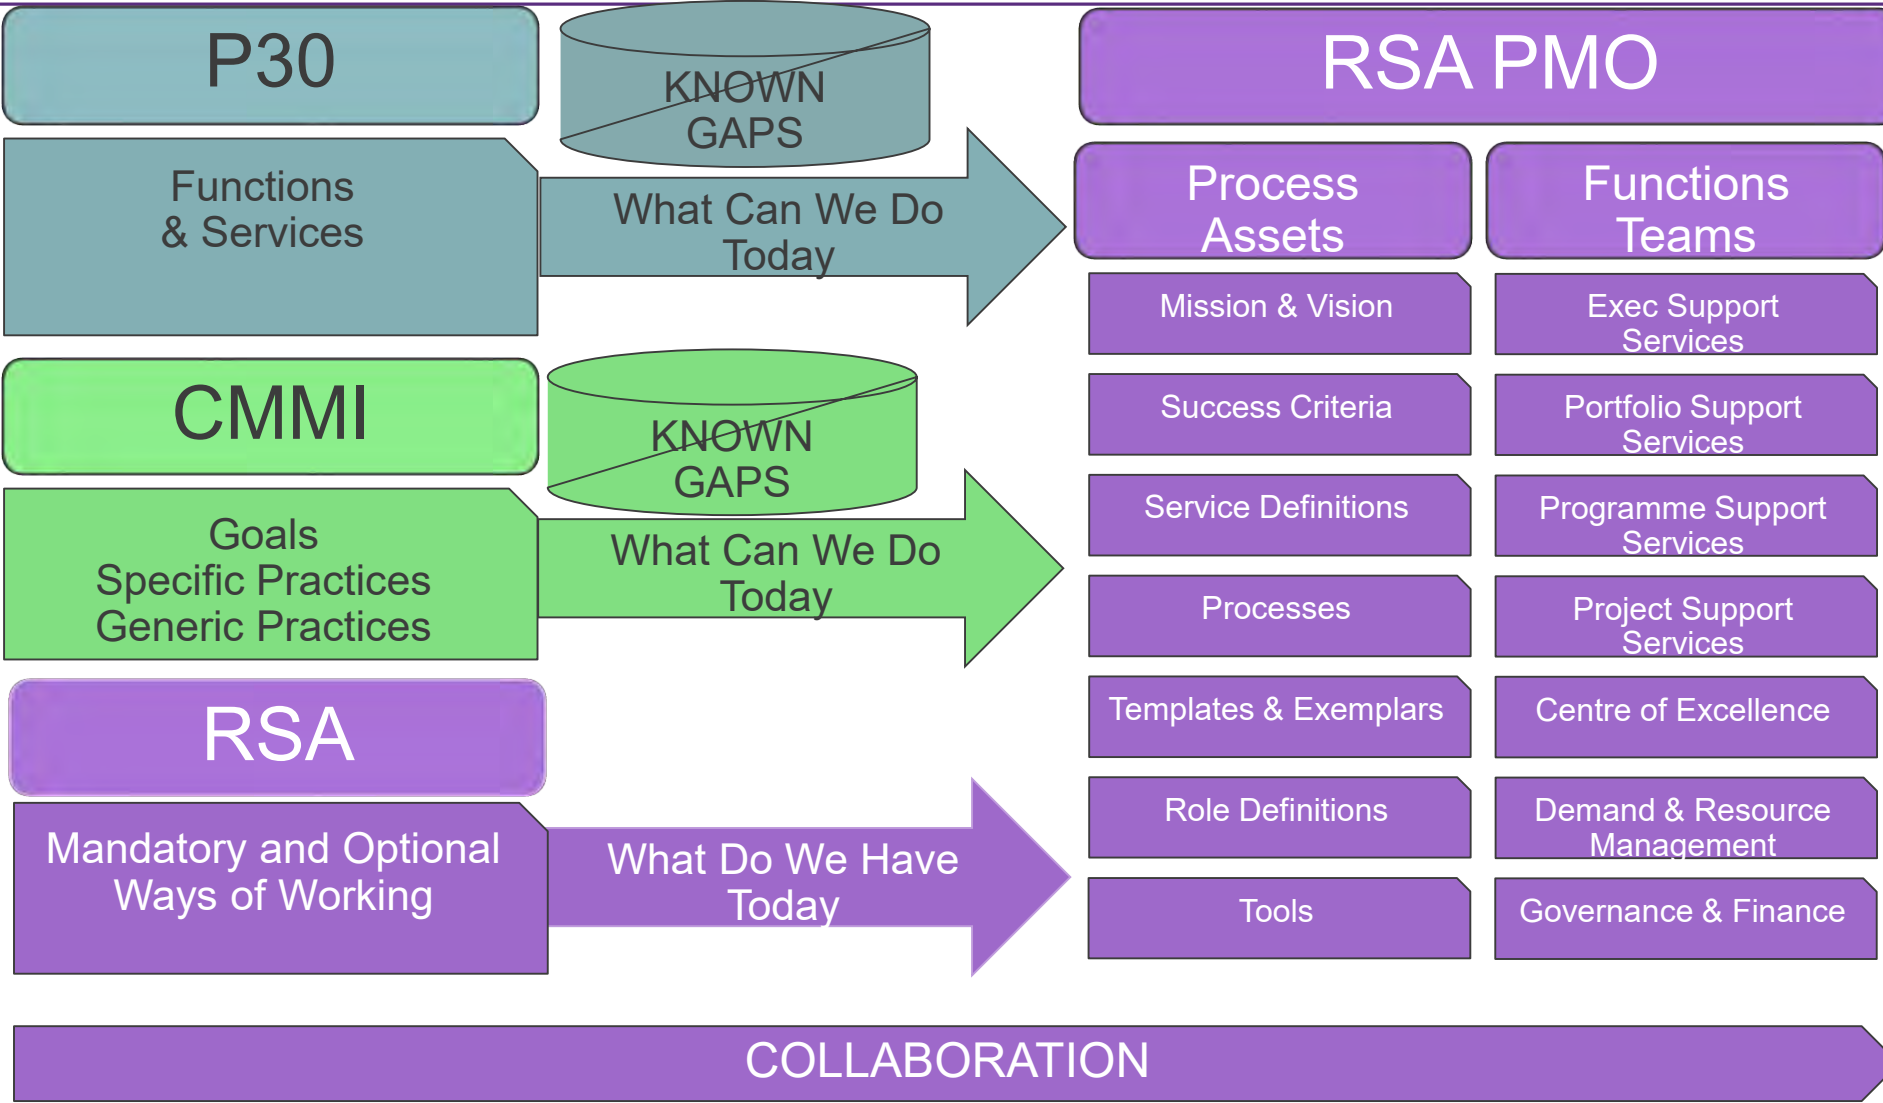 P30
Functions
& Services
KNOWN
GAPS
What Can We Do
Today
CMMI
Goals
Specific Practices
Generic Practices
KNOWN
GAPS
What Can We Do
Today
RSA
Mandatory and Optional
Ways of Working
What Do We Have
Today
RSA PMO
Process
Assets
Mission & Vision
Success Criteria
Service Definitions
Processes
Templates & Exemplars
Role Definitions
Tools
Functions
Teams
Exec Support
Services
Portfolio Support
Services
Programme Support
Services
Project Support
Services
Centre of Excellence
Demand & Resource
Management
Governance & Finance
COLLABORATION